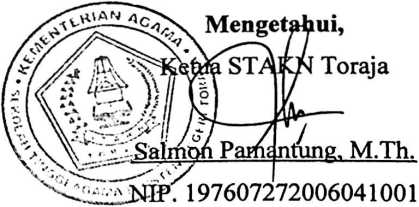 Mengetahui,
Ketua STAKN Toraja
KEMENTERIAN AGAMA
Salmon Pamantung, M.Th.
NIP. 197607272006041001